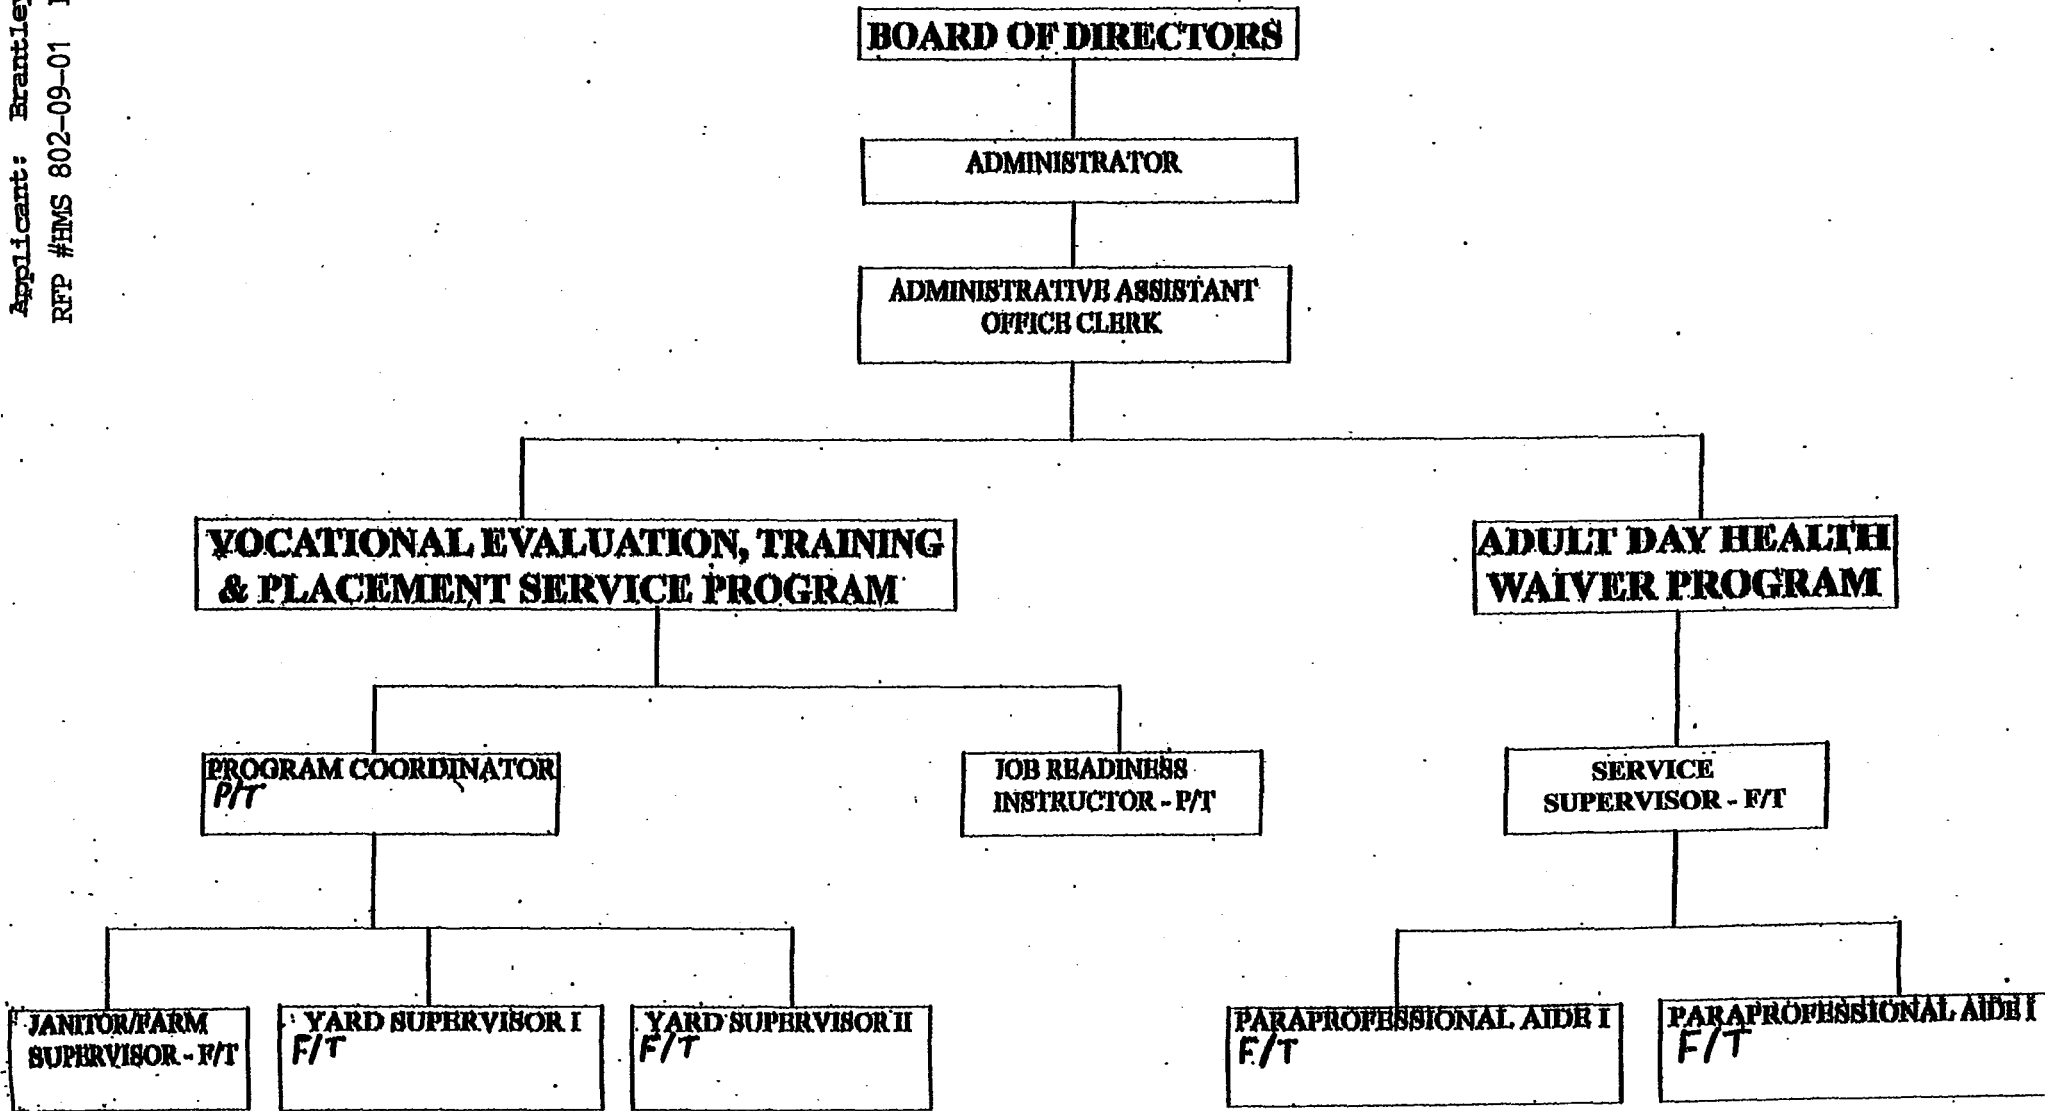 Applicant: Brantley
RFP #HMS 802-09-01
BOARD OF DIRECTORS
ADMINISTRATOR
ADMINISTRATIVE ASSISTANT
OFFICE CLERK
VOCATIONAL EVALUATION, TRAINING
& PLACEMENT SERVICE PROGRAM
ADULT DAY HEALTH
WAIVER PROGRAM
PROGRAM COORDINATOR
P/T
JOB READINESS
INSTRUCTOR - P/T
SERVICE
SUPERVISOR - F/T
JANITOR/FARM
SUPERVISOR - F/T
YARD SUPERVISOR I
F/T
YARD SUPERVISOR II
F/T
PARAPROFESSIONAL AIDE I
F/T
PARAPROFESSIONAL AIDE I
F/T